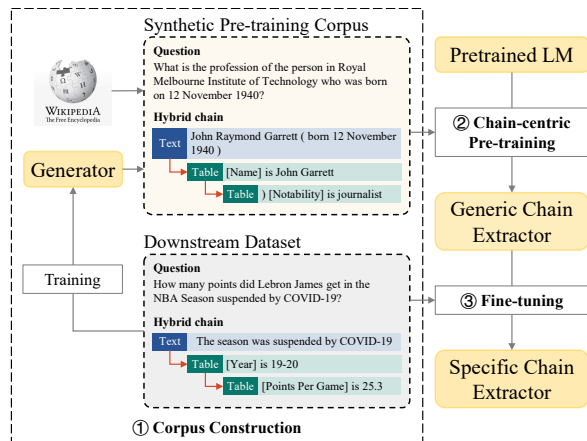 Synthetic Pre-training Corpus
Question
What is the profession of the person in Royal
Melbourne Institute of Technology who was born
on 12 November 1940?
Hybrid chain
Text John Raymond Garrett ( born 12 November
1940 )
Table [Name] is John Garrett
Table ) [Notability] is journalist
WIKIPEDIA
The Free Encyclopedia
Generator
Training
Downstream Dataset
Question
How many points did Lebron James get in the
NBA Season suspended by COVID-19?
Hybrid chain
Text The season was suspended by COVID-19
Table [Year] is 19-20
Table [Points Per Game] is 25.3
① Corpus Construction
Pretrained LM
② Chain-centric
Pre-training
Generic Chain
Extractor
③ Fine-tuning
Specific Chain
Extractor